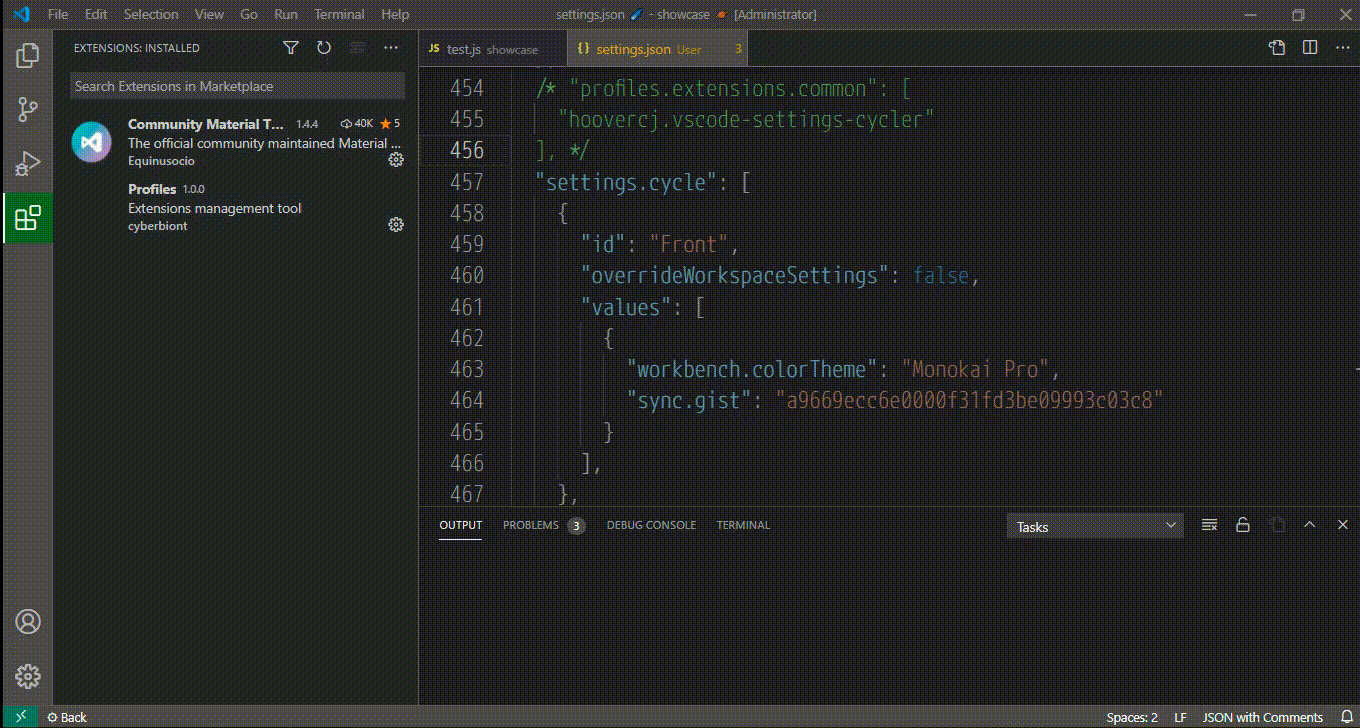 File Edit Selection View Go Run Terminal Help settings.json - showcase [Administrator]
EXTENSIONS: INSTALLED
Search Extensions in Marketplace
Community Material T... 1.4.4 40K 5
The official community maintained Material ...
Equinusocio
Profiles 1.0.0
Extensions management tool
cyberbiont
JS test.js showcase {} settings.json User 3
454 /* "profiles.extensions.common": [
455 "hoovercj.vscode-settings-cycler"
456 ], */
457 "settings.cycle": [
458 {
459 "id": "Front",
460 "overrideWorkspaceSettings": false,
461 "values": [
462 {
463 "workbench.colorTheme": "Monokai Pro",
464 "sync.gist": "a9669ecc6e0000f31fd3be09993c03c8"
465 }
466 ],
467 },
OUTPUT PROBLEMS 3 DEBUG CONSOLE TERMINAL Tasks
Back Spaces: 2 LF JSON with Comments